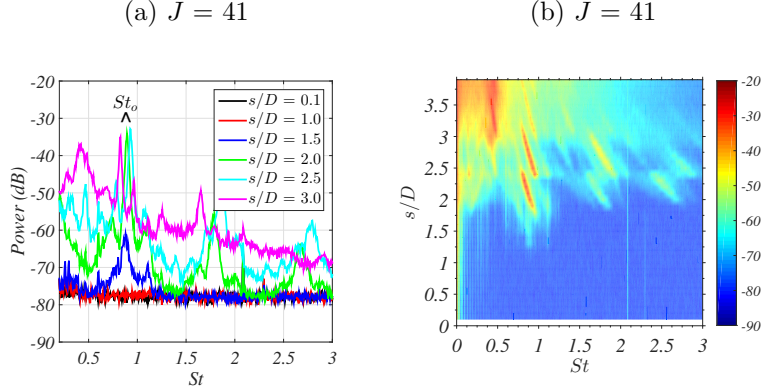 (a) J = 41
(b) J = 41
-20
-30
-40
-50
-60
-70
-80
-90
Power (dB)
St_o
^
s/D = 0.1
s/D = 1.0
s/D = 1.5
s/D = 2.0
s/D = 2.5
s/D = 3.0
0.5 1 1.5 2 2.5 3
St
3.5
3
2.5
2
1.5
1
0.5
0
s/D
0 0.5 1 1.5 2 2.5 3
St
-20
-30
-40
-50
-60
-70
-80
-90